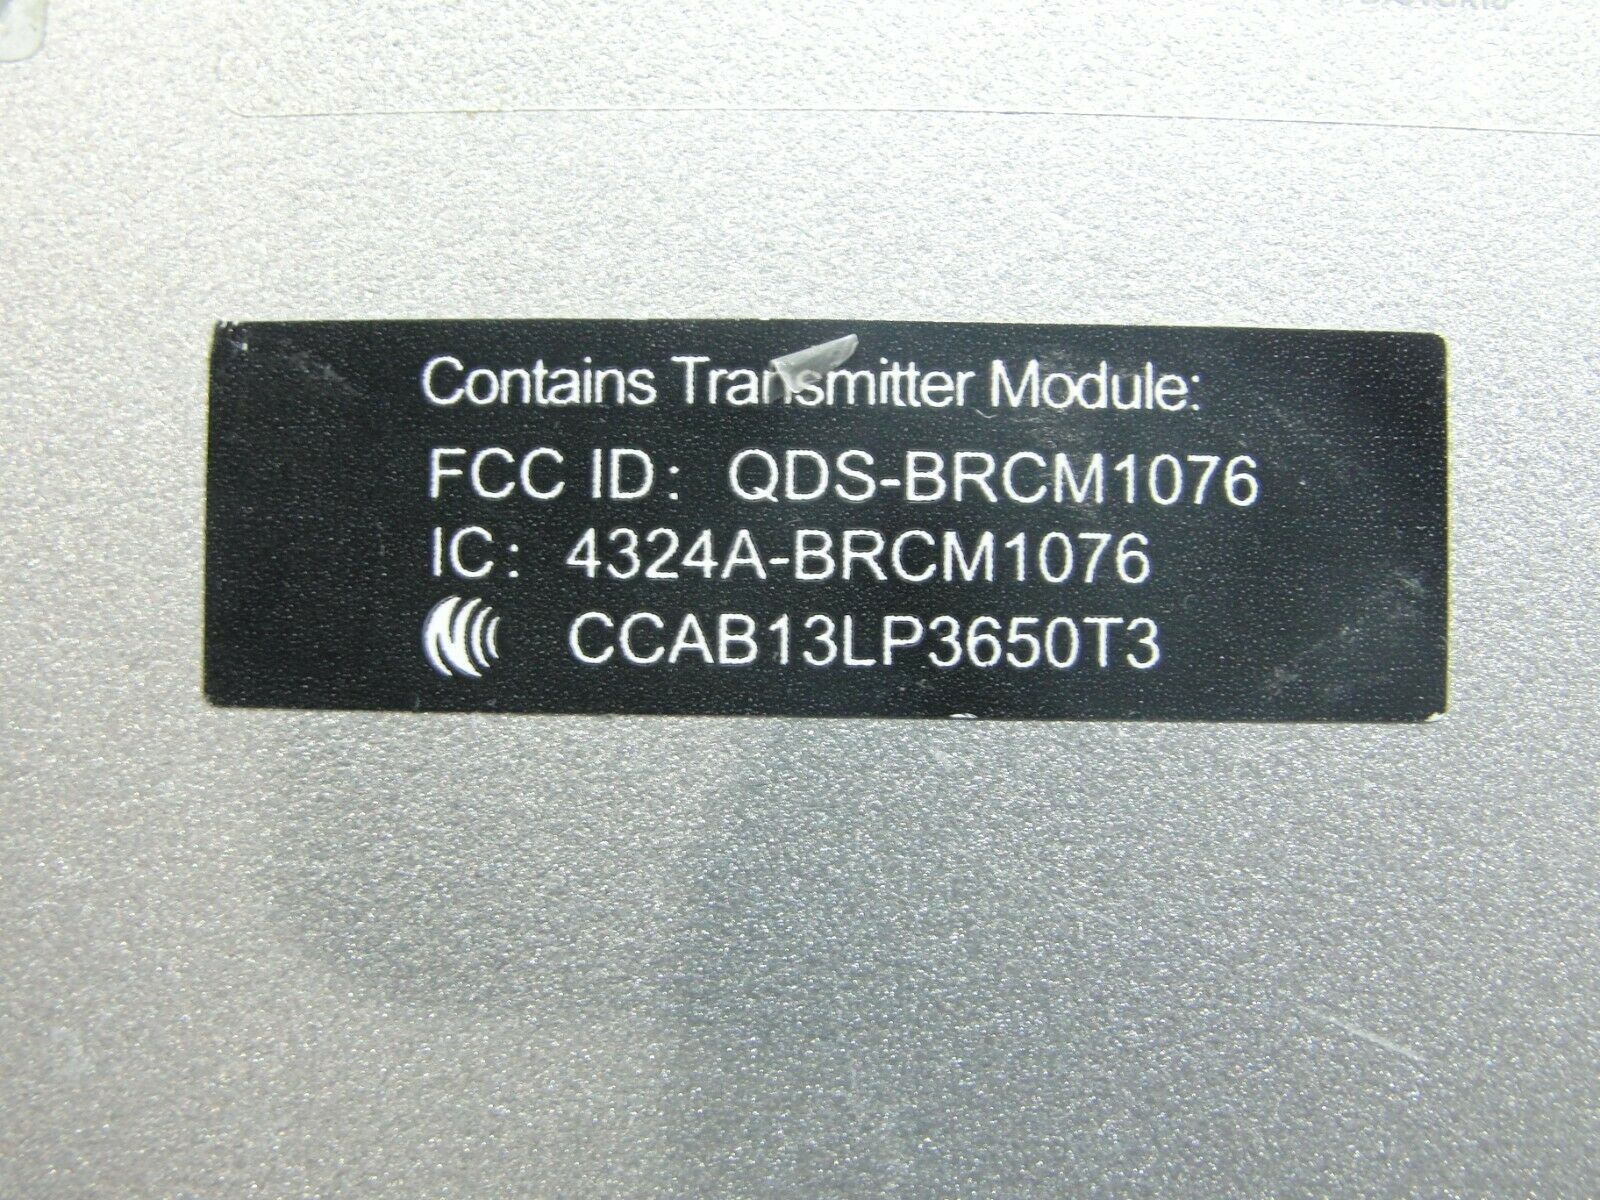 Contains Transmitter Module:
FCC ID: QDS-BRCM1076
IC: 4324A-BRCM1076
CCAB13LP3650T3